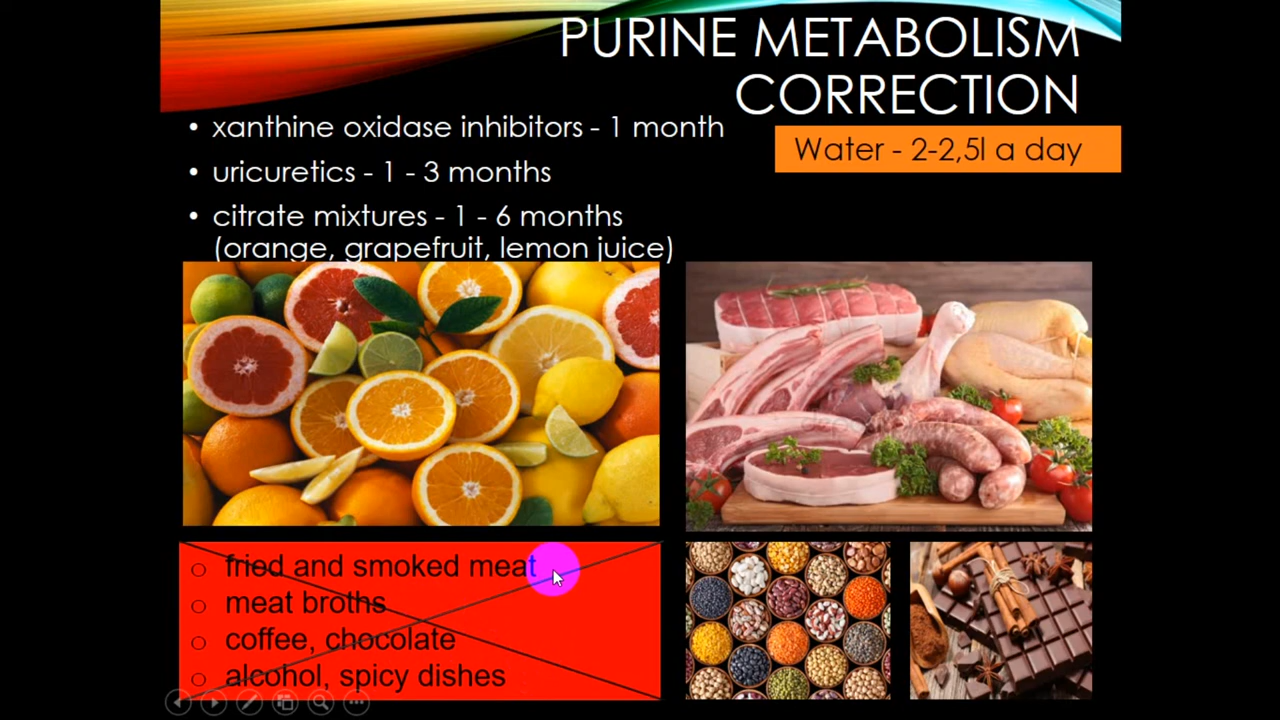 PURINE METABOLISM
CORRECTION
• xanthine oxidase inhibitors - 1 month
Water - 2-2,5l a day
• uricuretics - 1 - 3 months
• citrate mixtures - 1 - 6 months
(orange, grapefruit, lemon juice)
o fried and smoked meat
o meat broths
o coffee, chocolate
o alcohol, spicy dishes